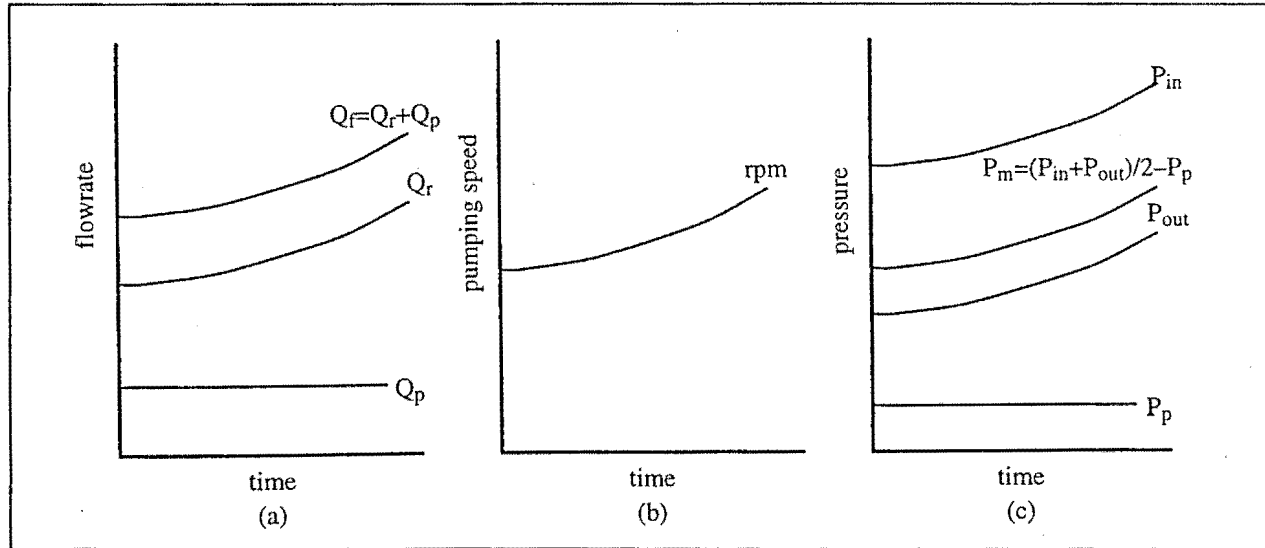 flowrate
Q_f=Q_r+Q_p
Q_r
Q_p
time
(a)
pumping speed
rpm
time
(b)
pressure
P_in
P_m=(P_in+P_out)/2–P_p
P_out
P_p
time
(c)